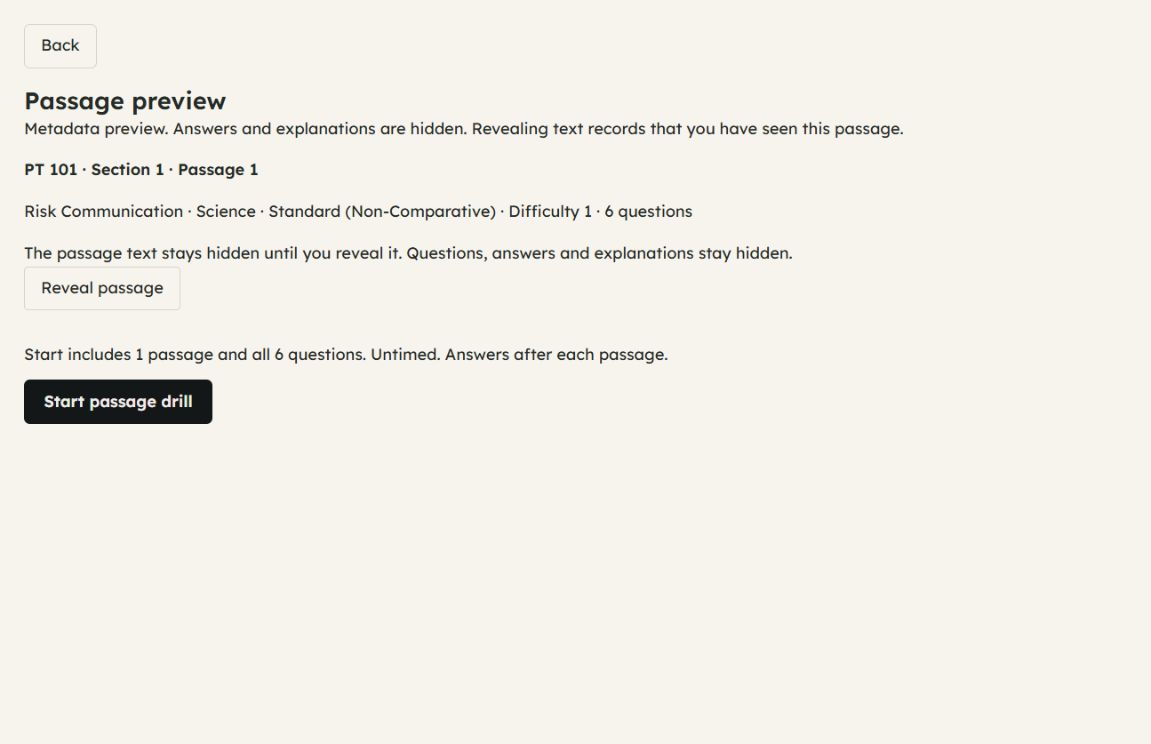 Back
Passage preview
Metadata preview. Answers and explanations are hidden. Revealing text records that you have seen this passage.
PT 101 · Section 1 · Passage 1
Risk Communication · Science · Standard (Non-Comparative) · Difficulty 1 · 6 questions
The passage text stays hidden until you reveal it. Questions, answers and explanations stay hidden.
Reveal passage
Start includes 1 passage and all 6 questions. Untimed. Answers after each passage.
Start passage drill